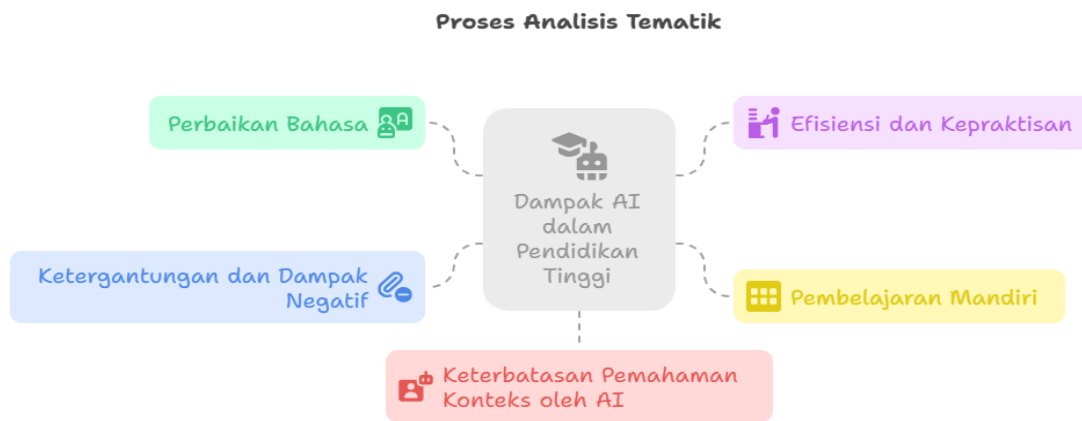 Proses Analisis Tematik
Perbaikan Bahasa
Efisiensi dan Kepraktisan
Dampak AI
dalam
Pendidikan
Tinggi
Ketergantungan dan Dampak
Negatif
Pembelajaran Mandiri
Keterbatasan Pemahaman
Konteks oleh AI